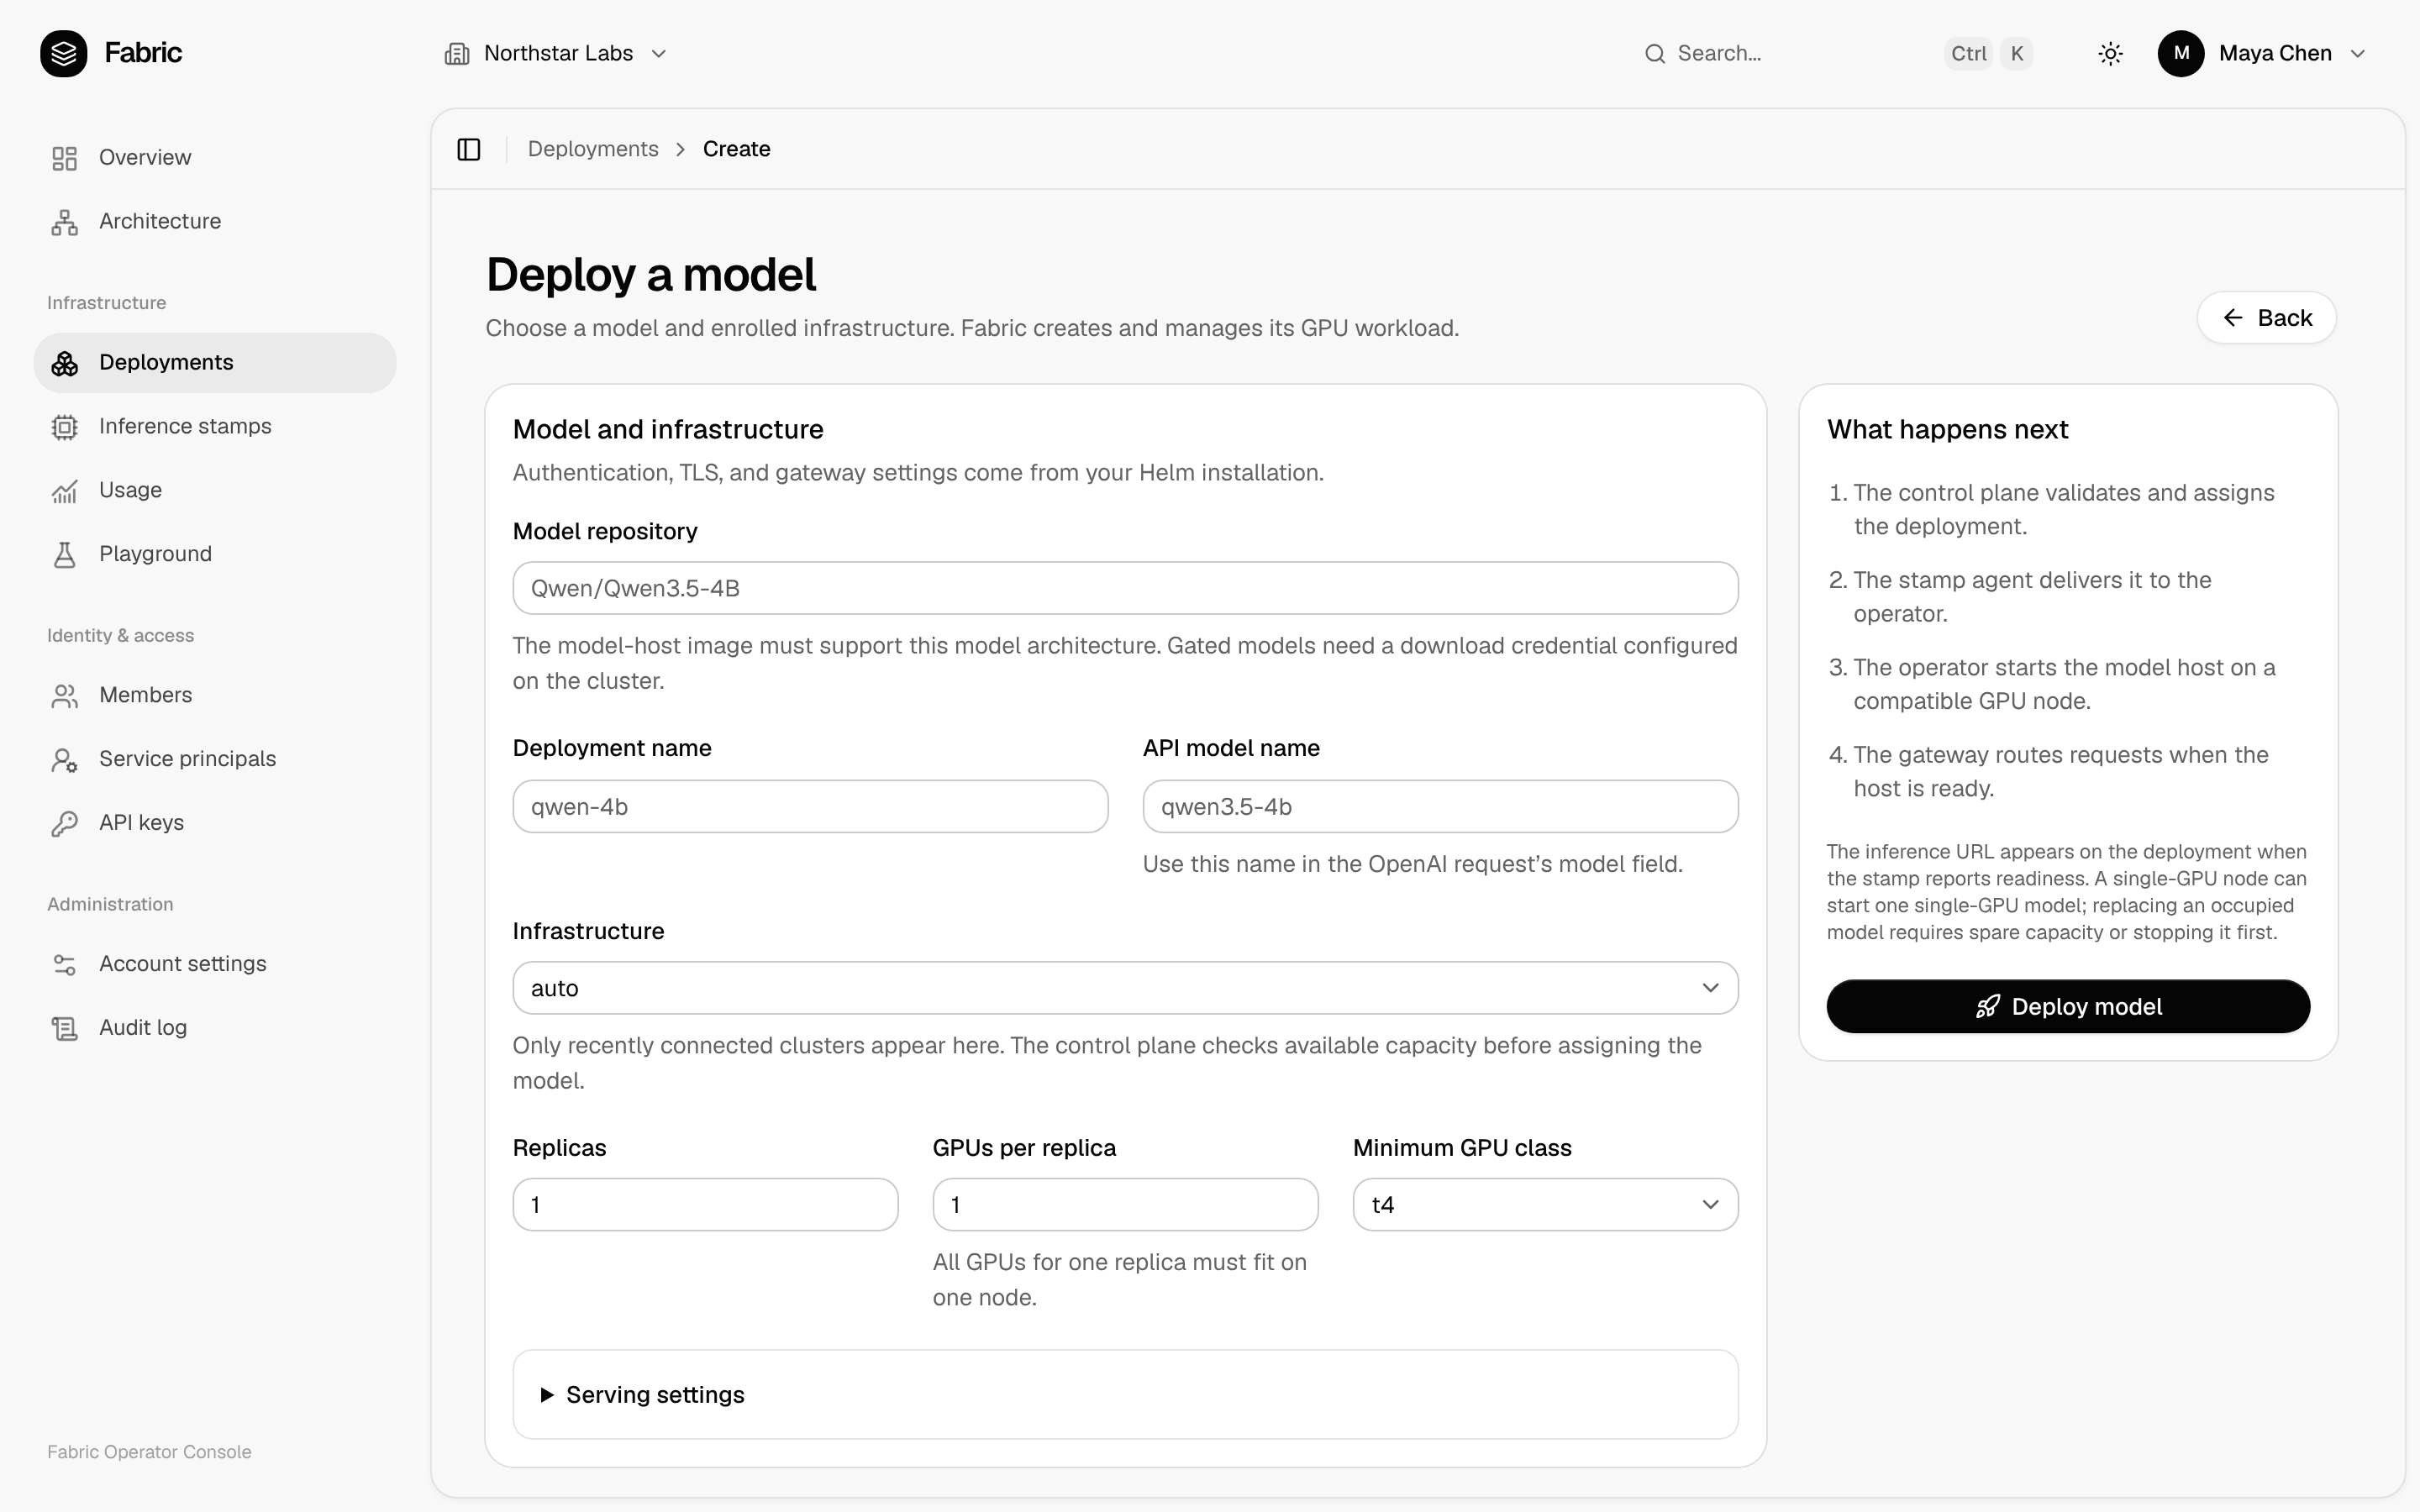 Fabric
Northstar Labs
Search...
Ctrl K
M
Maya Chen
Overview
Architecture
Infrastructure
Deployments
Inference stamps
Usage
Playground
Identity & access
Members
Service principals
API keys
Administration
Account settings
Audit log
Fabric Operator Console
Deployments > Create
Deploy a model
Choose a model and enrolled infrastructure. Fabric creates and manages its GPU workload.
Back
Model and infrastructure
Authentication, TLS, and gateway settings come from your Helm installation.
Model repository
Qwen/Qwen3.5-4B
The model-host image must support this model architecture. Gated models need a download credential configured
on the cluster.
Deployment name
qwen-4b
API model name
qwen3.5-4b
Use this name in the OpenAI request’s model field.
Infrastructure
auto
Only recently connected clusters appear here. The control plane checks available capacity before assigning the
model.
Replicas
1
GPUs per replica
1
All GPUs for one replica must fit on
one node.
Minimum GPU class
t4
Serving settings
What happens next
1. The control plane validates and assigns
the deployment.
2. The stamp agent delivers it to the
operator.
3. The operator starts the model host on a
compatible GPU node.
4. The gateway routes requests when the
host is ready.
The inference URL appears on the deployment when
the stamp reports readiness. A single-GPU node can
start one single-GPU model; replacing an occupied
model requires spare capacity or stopping it first.
Deploy model